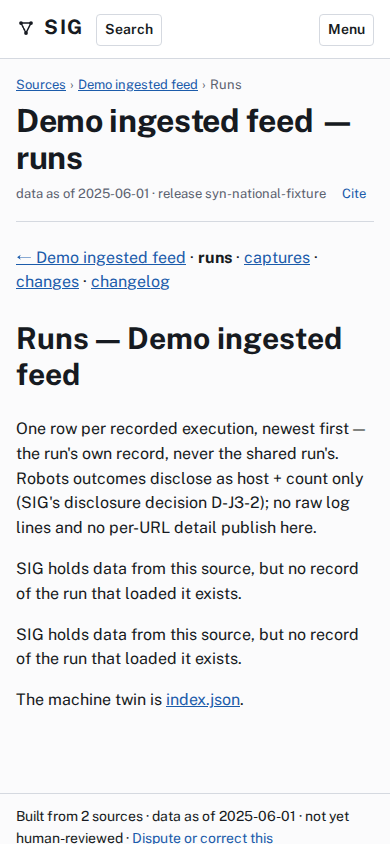 SIG Search Menu
Sources › Demo ingested feed › Runs
Demo ingested feed —
runs
data as of 2025-06-01 · release syn-national-fixture Cite
← Demo ingested feed · runs · captures ·
changes · changelog
Runs — Demo ingested
feed
One row per recorded execution, newest first —
the run's own record, never the shared run's.
Robots outcomes disclose as host + count only
(SIG's disclosure decision D-J3-2); no raw log
lines and no per-URL detail publish here.
SIG holds data from this source, but no record
of the run that loaded it exists.
SIG holds data from this source, but no record
of the run that loaded it exists.
The machine twin is index.json.
Built from 2 sources · data as of 2025-06-01 · not yet
human-reviewed · Dispute or correct this